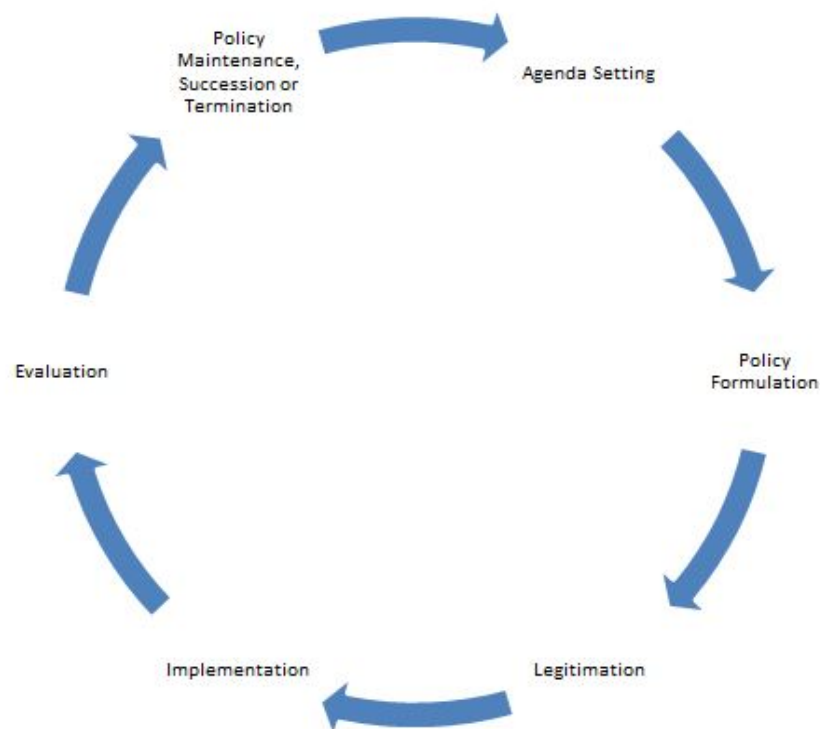 Policy
Maintenance,
Succession or
Termination
Agenda Setting
Policy
Formulation
Legitimation
Implementation
Evaluation